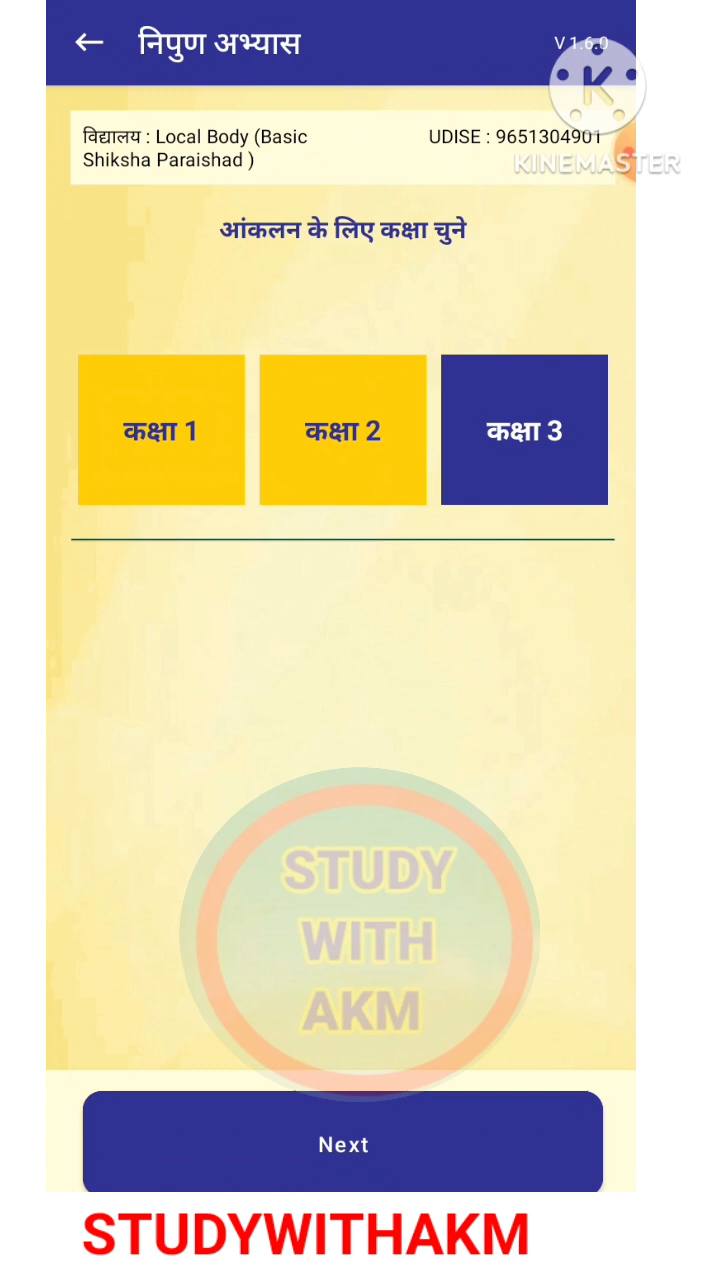 ← निपुण अभ्यास V 1.6.0
विद्यालय : Local Body (Basic UDISE : 9651304901
Shiksha Paraishad )
KINEMASTER
आंकलन के लिए कक्षा चुने
कक्षा 1 कक्षा 2 कक्षा 3
STUDY
WITH
AKM
Next
STUDYWITHAKM